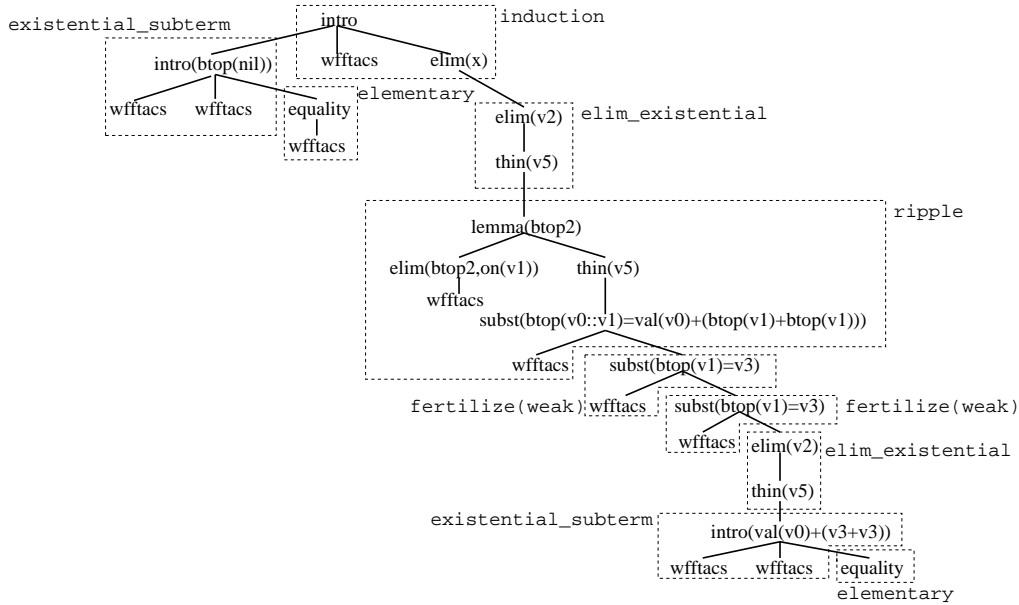 intro
induction
existential_subterm
intro(btop(nil))
wfftacs
elim(x)
wfftacs
wfftacs
equality
elementary
wfftacs
elim(v2)
elim_existential
thin(v5)
ripple
lemma(btop2)
elim(btop2,on(v1))
thin(v5)
wfftacs
subst(btop(v0::v1)=val(v0)+(btop(v1)+btop(v1)))
wfftacs
subst(btop(v1)=v3)
fertilize(weak)
wfftacs
subst(btop(v1)=v3)
fertilize(weak)
wfftacs
elim(v2)
elim_existential
thin(v5)
existential_subterm
intro(val(v0)+(v3+v3))
wfftacs
wfftacs
equality
elementary